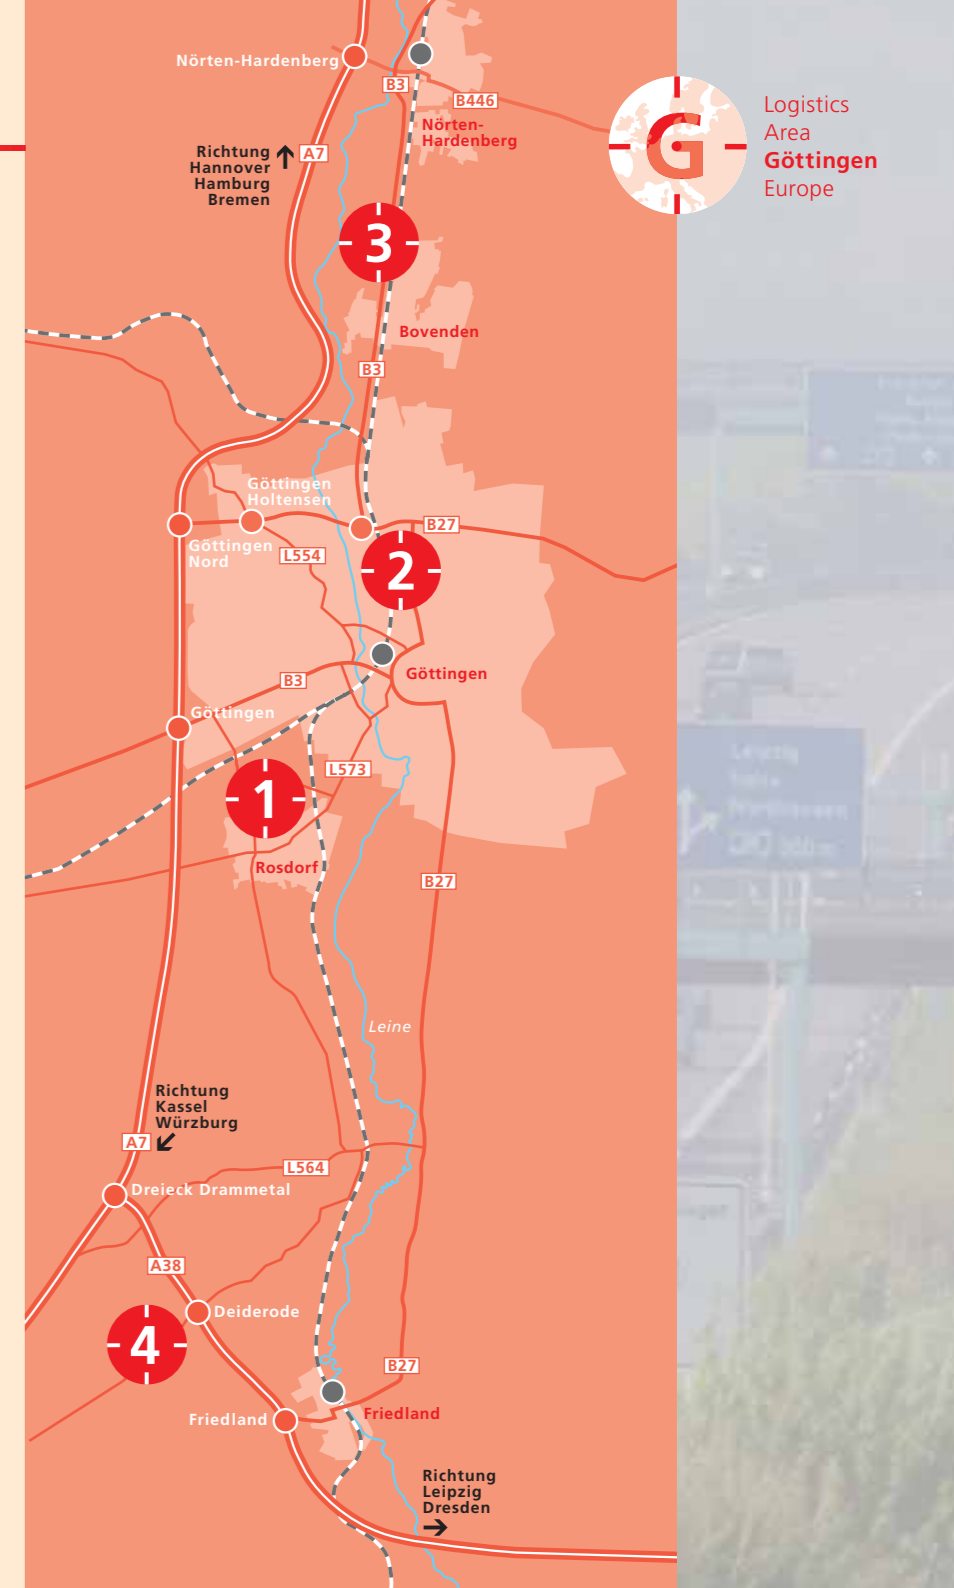 Nörten-Hardenberg
B3
B446
Nörten-
Hardenberg
Richtung
Hannover
Hamburg
Bremen
A7
Logistics
Area
Göttingen
Europe
G
3
Bovenden
B3
Göttingen
Holtensen
B27
Göttingen
Nord
L554
2
B3
Göttingen
Göttingen
L573
1
Rosdorf
B27
Leine
Richtung
Kassel
Würzburg
A7
L564
Dreieck Drammetal
A38
Deiderode
4
B27
Friedland
Friedland
Richtung
Leipzig
Dresden
Leipzig